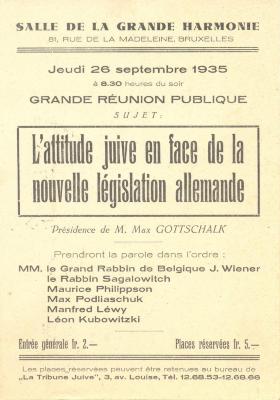 SALLE DE LA GRANDE HARMONIE
81, RUE DE LA MADELEINE, BRUXELLES
Jeudi 26 septembre 1935
à 8.30 heures du soir
GRANDE RÉUNION PUBLIQUE
SUJET:
L'attitude juive en face de la
nouvelle législation allemande
Présidence de M. Max GOTTSCHALK
Prendront la parole dans l'ordre :
MM. le Grand Rabbin de Belgique J. Wiener
le Rabbin Sagalowitch
Maurice Philippson
Max Podliaschuk
Manfred Léwy
Léon Kubowitzki
Entrée générale fr. 2.— Places réservées fr. 5.—
Les places réservées peuvent être retenues au bureau de
„La Tribune Juive", 3, av. Louise, Tél. 12.68.53-12.66.66